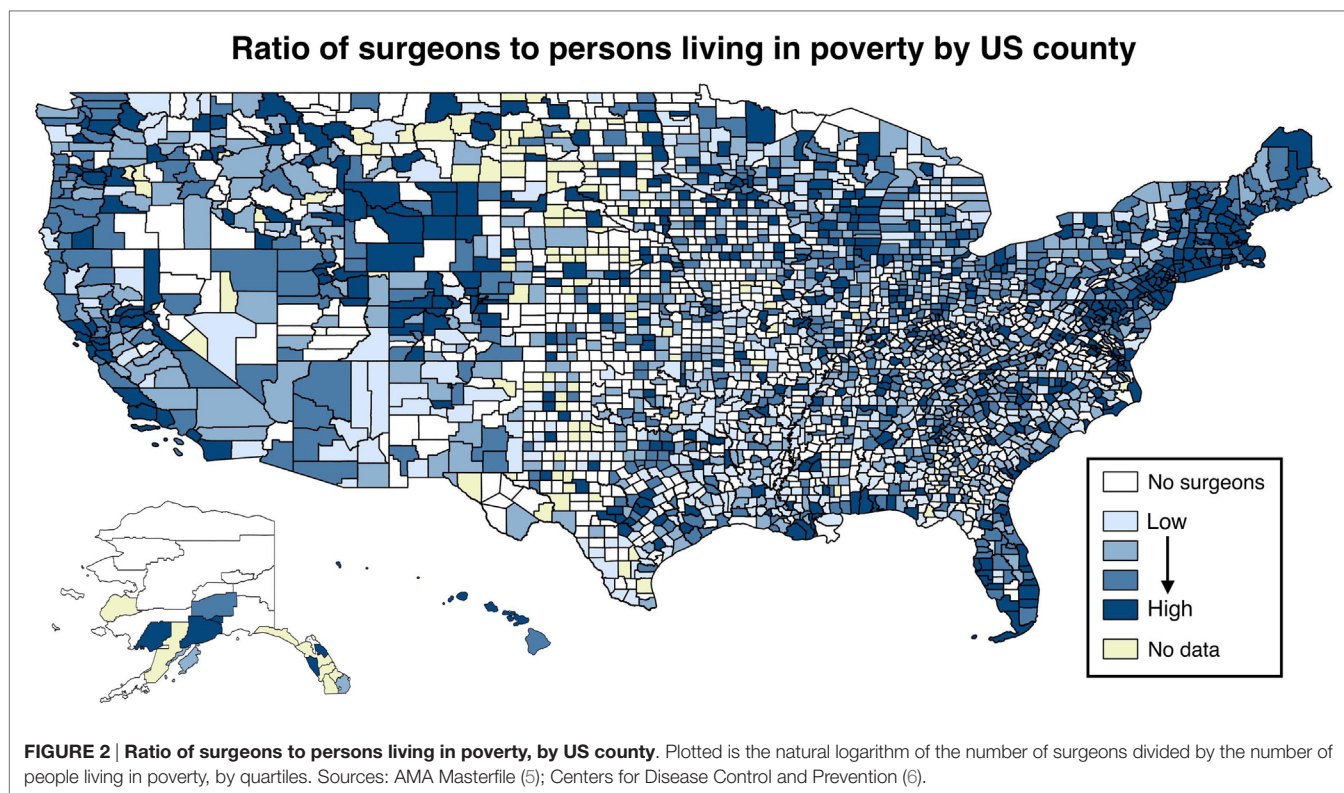 Ratio of surgeons to persons living in poverty by US county
No surgeons
Low
High
No data
FIGURE 2 | Ratio of surgeons to persons living in poverty, by US county. Plotted is the natural logarithm of the number of surgeons divided by the number of
people living in poverty, by quartiles. Sources: AMA Masterfile (5); Centers for Disease Control and Prevention (6).